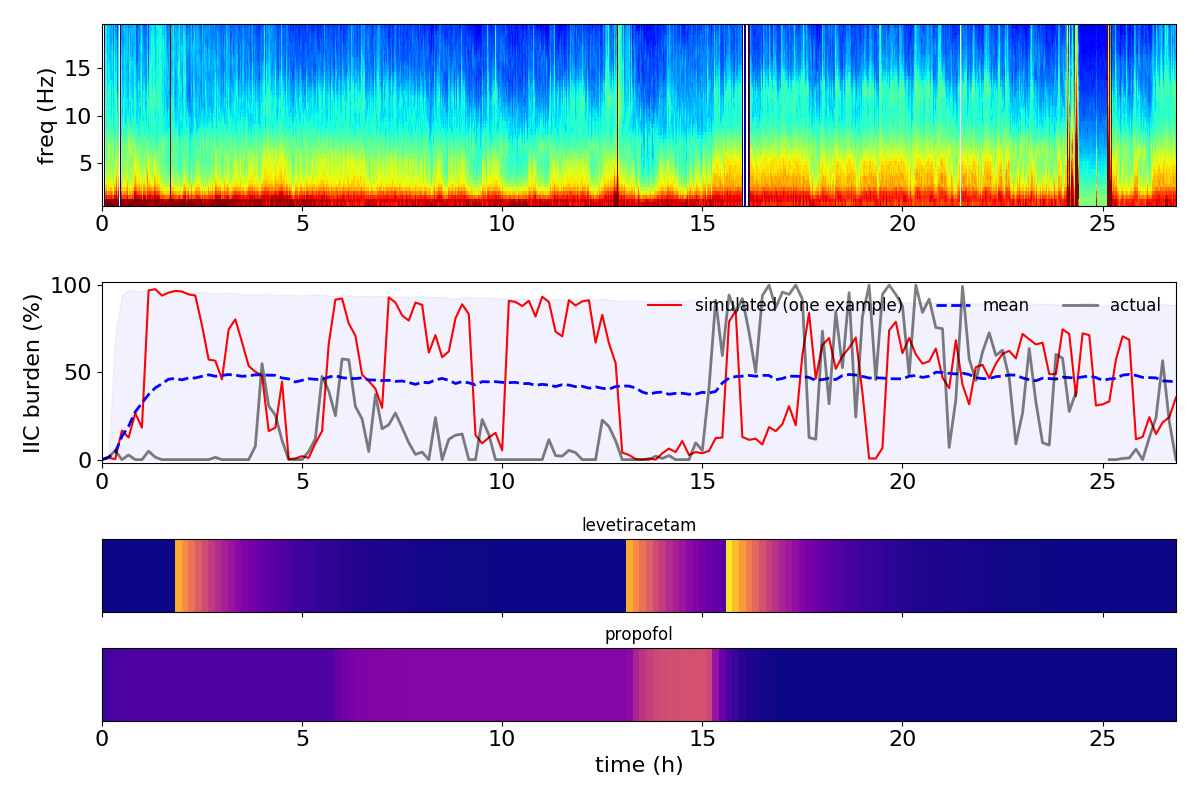 freq (Hz)
15
10
5
0 5 10 15 20 25
IIC burden (%)
100
50
0
simulated (one example) mean actual
0 5 10 15 20 25
levetiracetam
propofol
0 5 10 15 20 25
time (h)